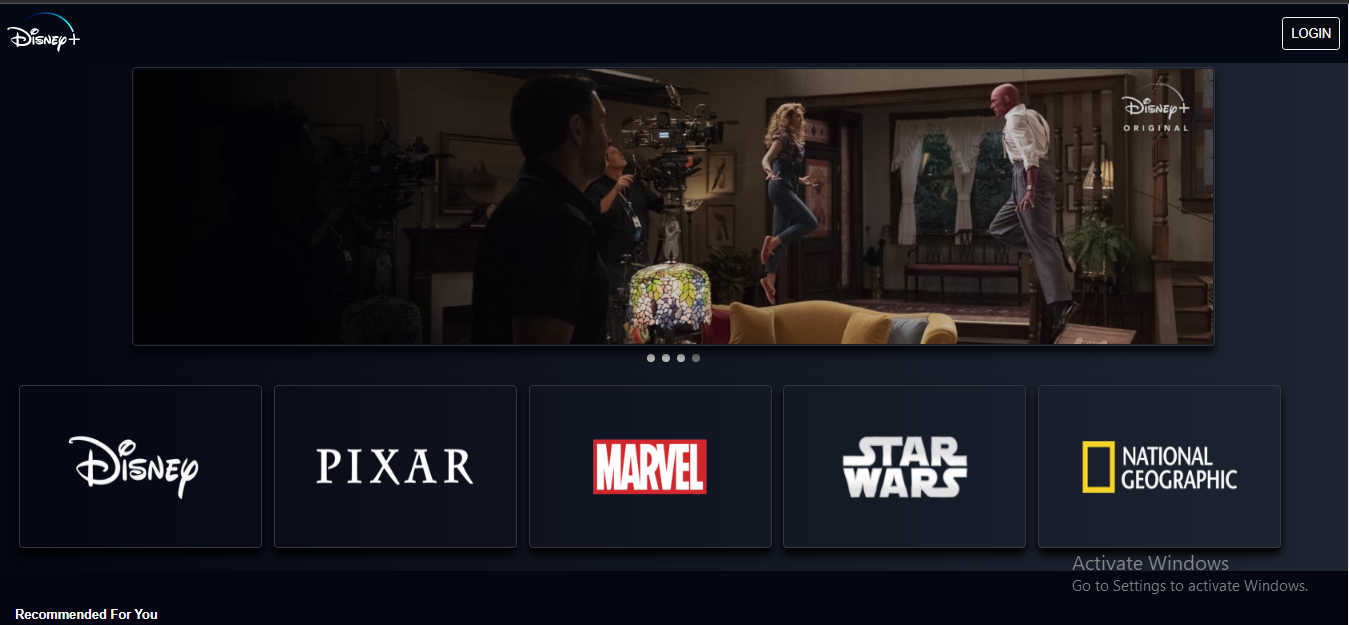 Disney+
LOGIN
Disney+
ORIGINAL
Disney
PIXAR
MARVEL
STAR
WARS
NATIONAL
GEOGRAPHIC
Activate Windows
Go to Settings to activate Windows.
Recommended For You